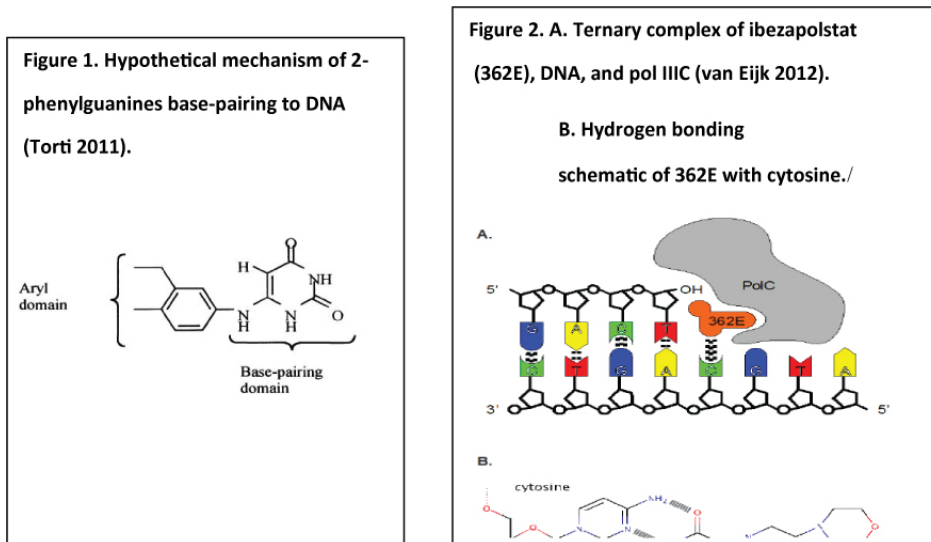 Figure 1. Hypothetical mechanism of 2-
phenylguanines base-pairing to DNA
(Torti 2011).
Aryl
domain
H
O
NH
N
H
NH
O
Base-pairing
domain
Figure 2. A. Ternary complex of ibezapolstat
(362E), DNA, and pol IIIC (van Eijk 2012).
B. Hydrogen bonding
schematic of 362E with cytosine./
A.
5'
OH
PolC
362E
G A C T
C T G A C G T A
3'
5'
B.
cytosine
NH₂
O
O
N
N
O
N
N
O